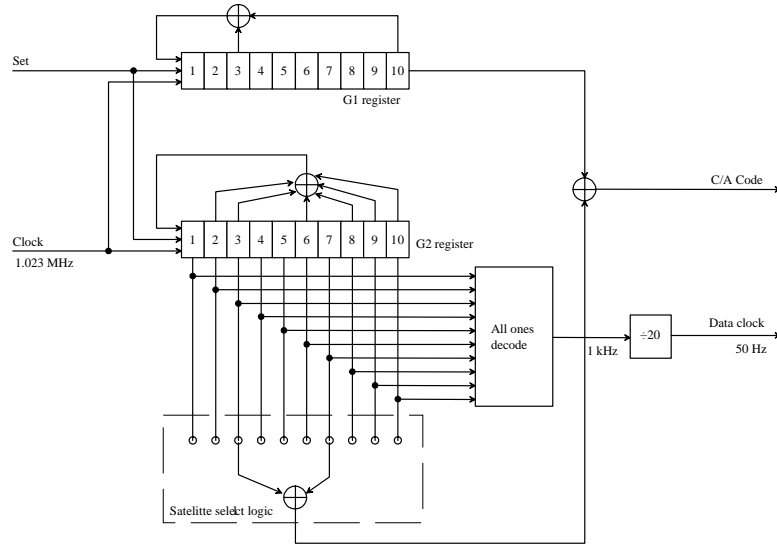 Set
1 2 3 4 5 6 7 8 9 10
G1 register
C/A Code
Clock
1.023 MHz
1 2 3 4 5 6 7 8 9 10
G2 register
All ones
decode
1 kHz
÷20
Data clock
50 Hz
Satelitte select logic